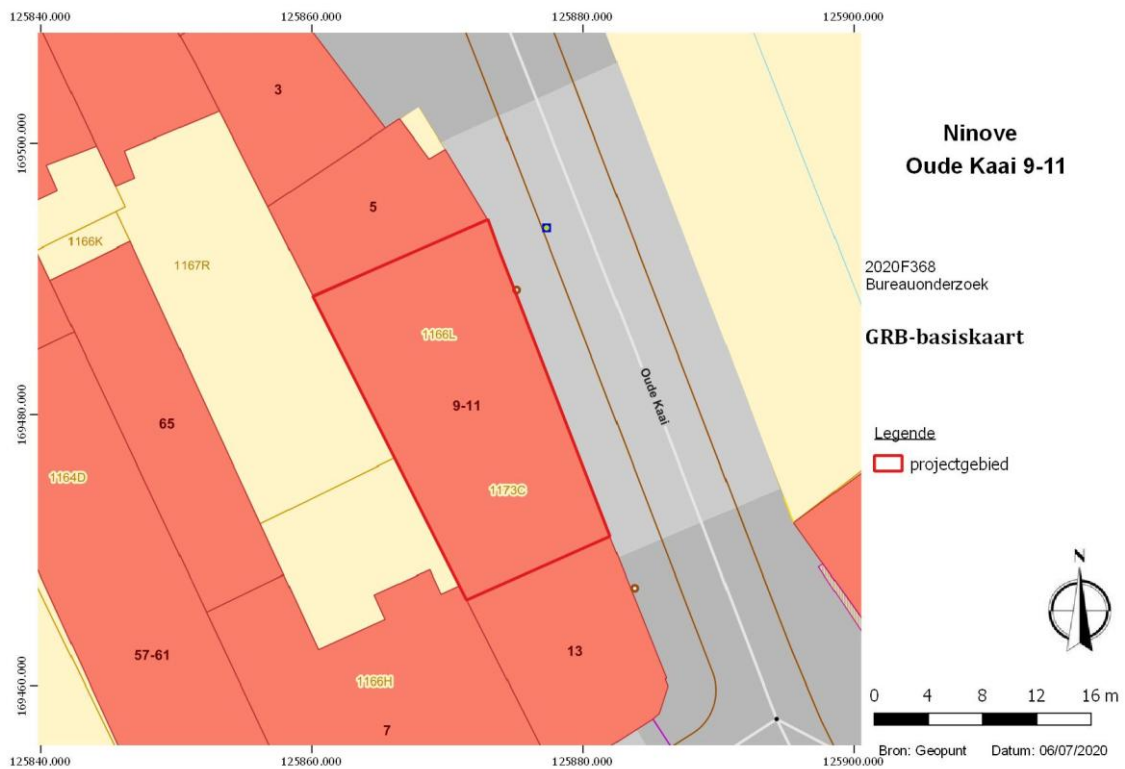 125840.000 125860.000 125880.000 125900.000
169500.000
169480.000
169460.000
3
5
1166K
1167R
1166L
9-11
65
1164D
1173C
57-61
1166H
7
13
Oude Kaai
125840.000 125860.000 125880.000 125900.000
Ninove
Oude Kaai 9-11
2020F368
Bureauonderzoek
GRB-basiskaart
Legende
projectgebied
N
0 4 8 12 16 m
Bron: Geopunt Datum: 06/07/2020